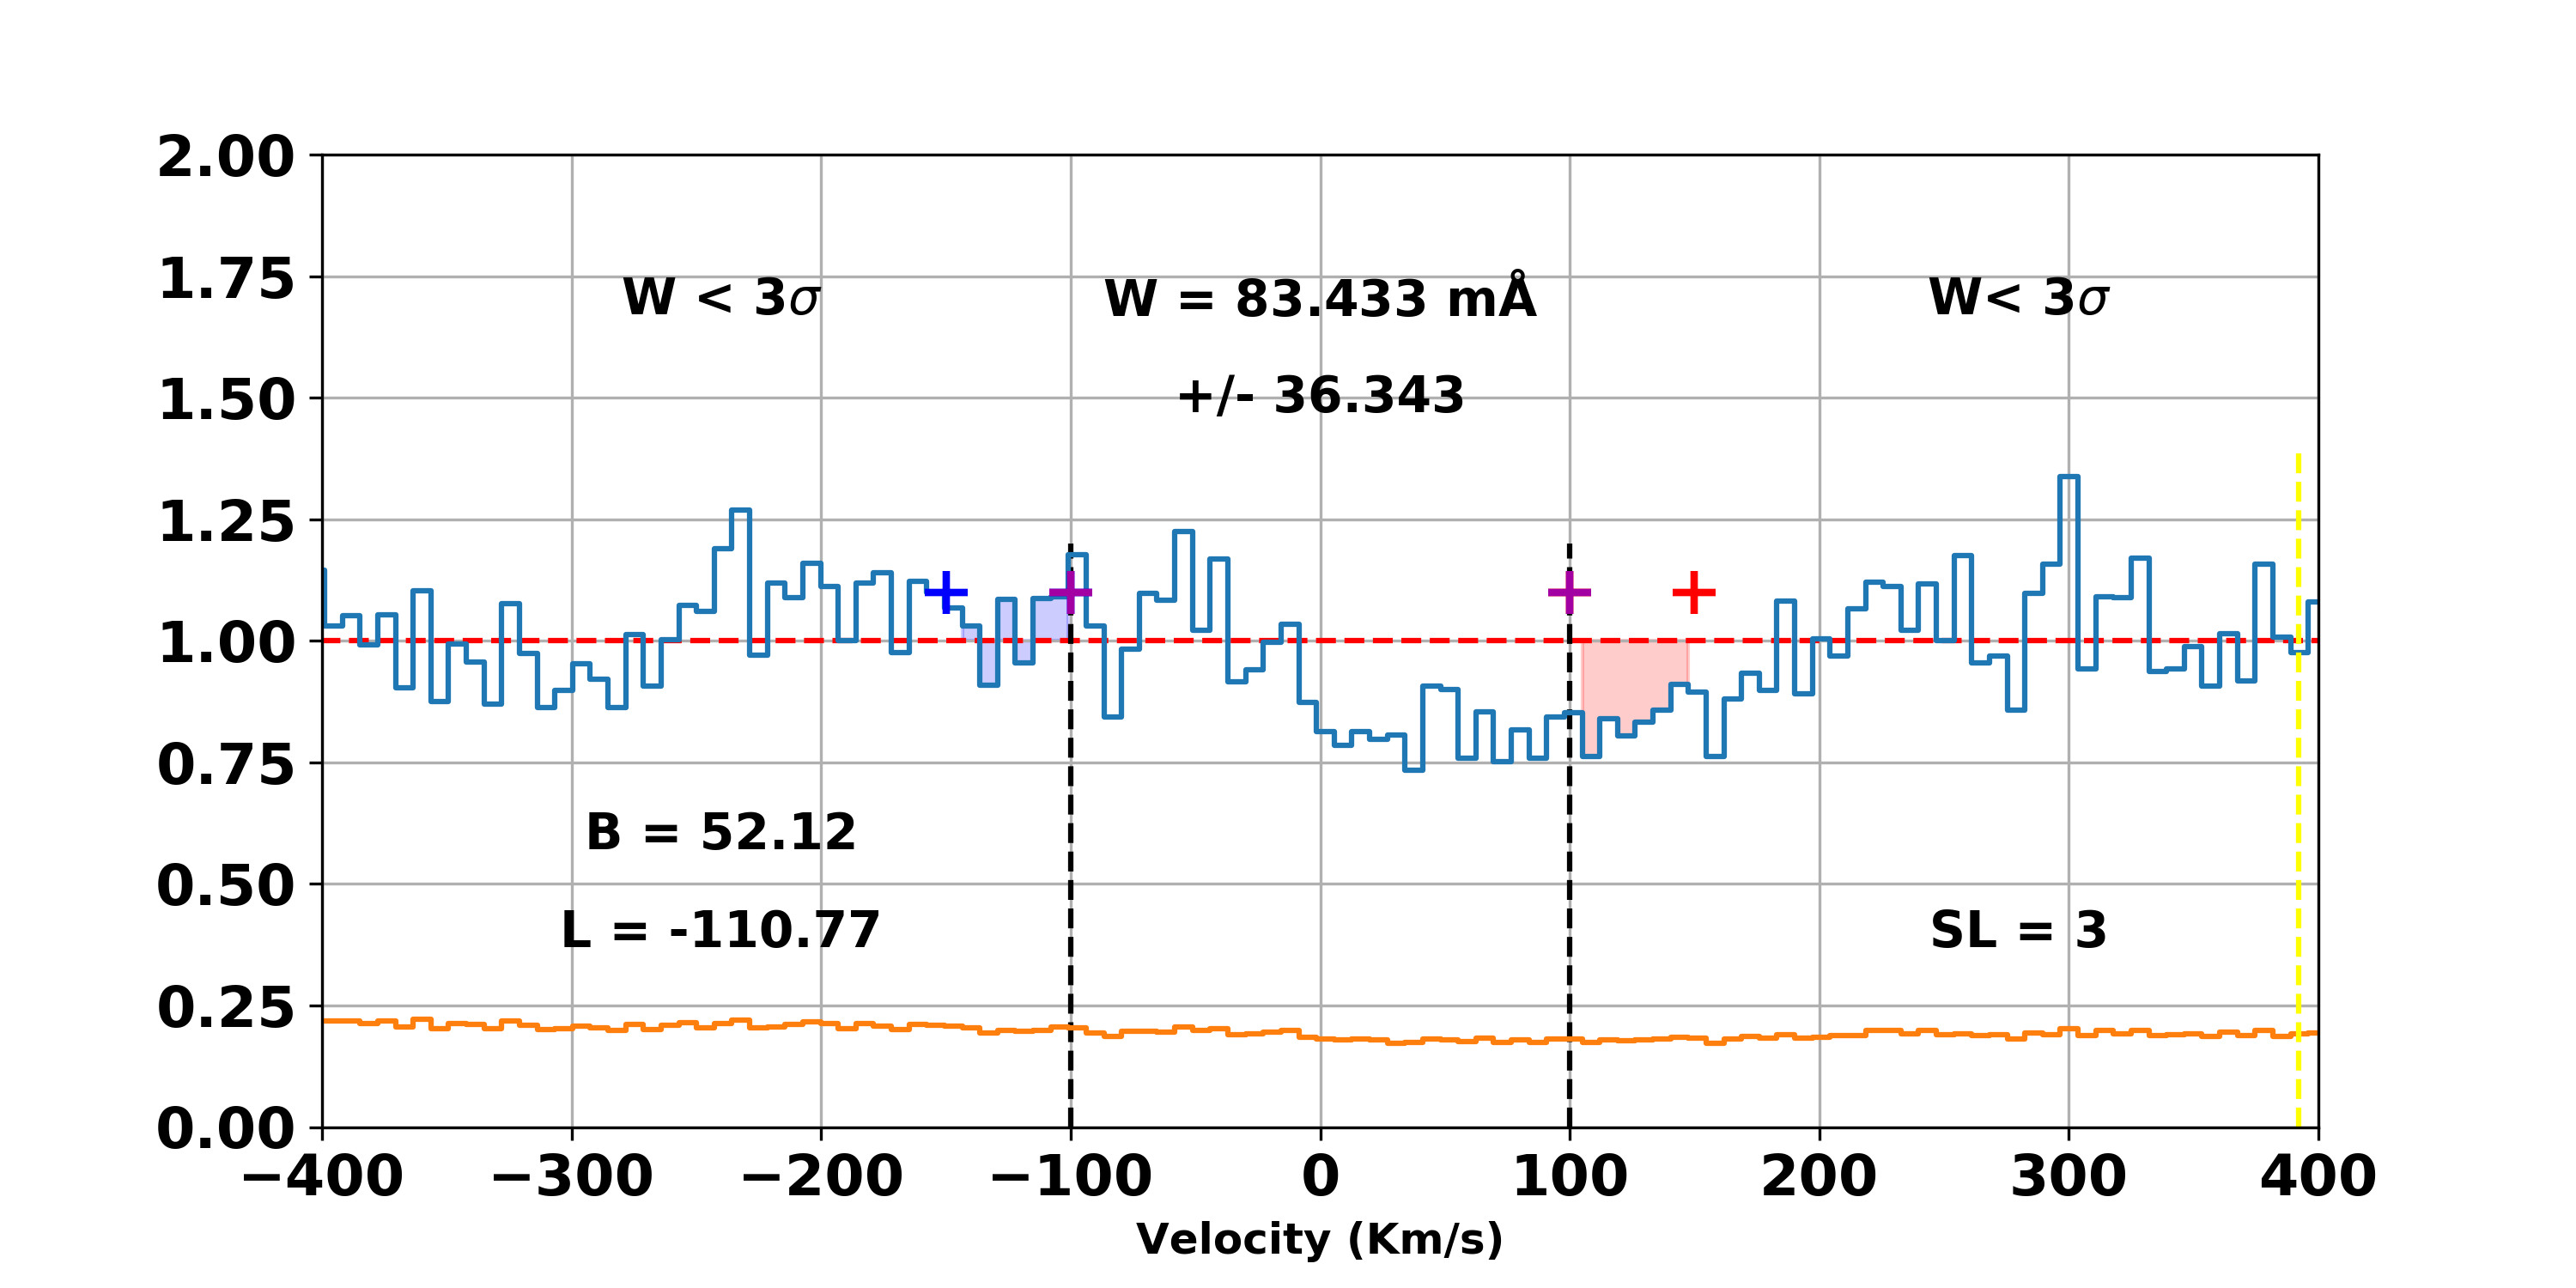 2.00
1.75
1.50
1.25
1.00
0.75
0.50
0.25
0.00
W < 3σ
W = 83.433 mÅ
+/- 36.343
W< 3σ
B = 52.12
L = -110.77
SL = 3
−400 −300 −200 −100 0 100 200 300 400
Velocity (Km/s)